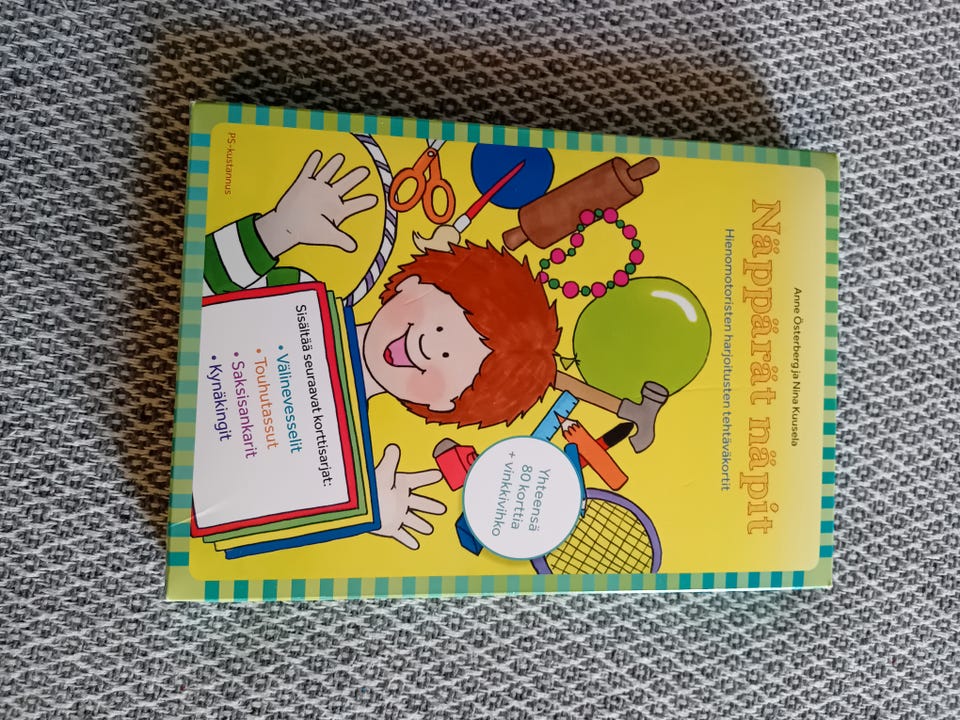 Anne Österberg ja Nina Kuusela
Näppärät näpit
Hienomotoristen harjoitusten tehtäväkortit
Yhteensä
80 korttia
+ vinkkivihko
Sisältää seuraavat korttisarjat:
• Välinevesselit
• Touhutassut
• Saksisankarit
• Kynäkingit
PS-kustannus